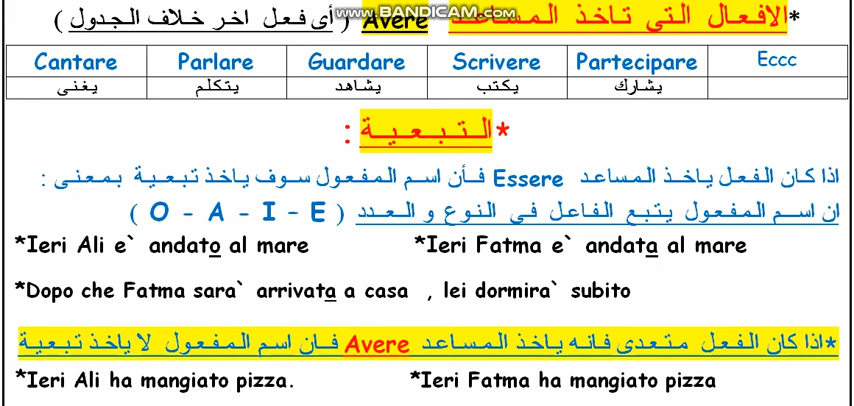 *الافعال التى تاخذ المساعد Avere ( أى فعل اخر خلاف الجدول )
www.BANDICAM.com
Cantare Parlare Guardare Scrivere Partecipare Eccc
يغنى يتكلم يشاهد يكتب يشارك
*التبعية :
اذا كان الفعل ياخذ المساعد Essere فأن اسم المفعول سوف ياخذ تبعية بمعنى :
ان اسم المفعول يتبع الفاعل فى النوع و العدد ( O - A - I - E )
*Ieri Ali e` andato al mare *Ieri Fatma e` andata al mare
*Dopo che Fatma sara` arrivata a casa , lei dormira` subito
*اذا كان الفعل متعدى فانه ياخذ المساعد Avere فان اسم المفعول لا ياخذ تبعية
*Ieri Ali ha mangiato pizza. *Ieri Fatma ha mangiato pizza